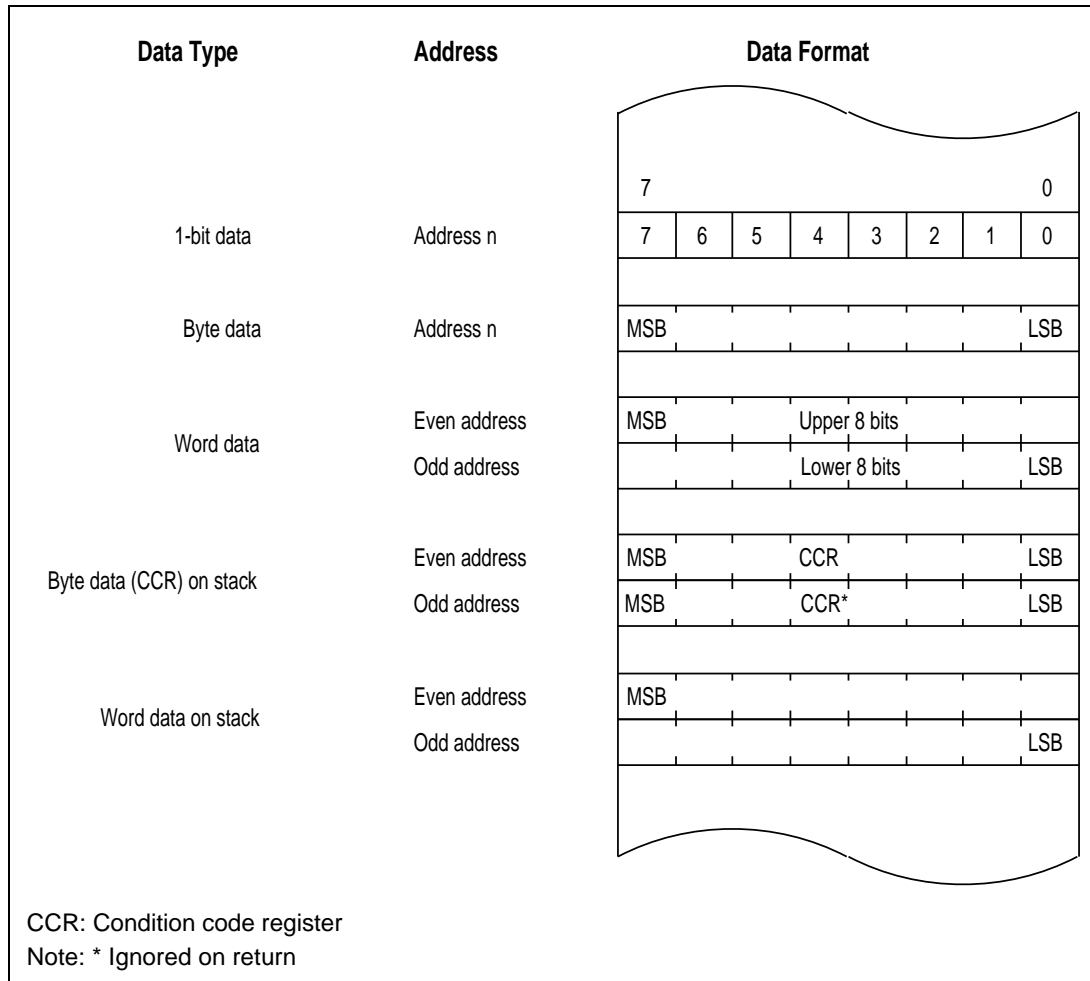 Data Type Address Data Format
7 0
1-bit data Address n 7 6 5 4 3 2 1 0
Byte data Address n MSB LSB
Word data
Even address MSB Upper 8 bits
Odd address Lower 8 bits LSB
Byte data (CCR) on stack
Even address MSB CCR LSB
Odd address MSB CCR* LSB
Word data on stack
Even address MSB
Odd address LSB
CCR: Condition code register
Note: * Ignored on return